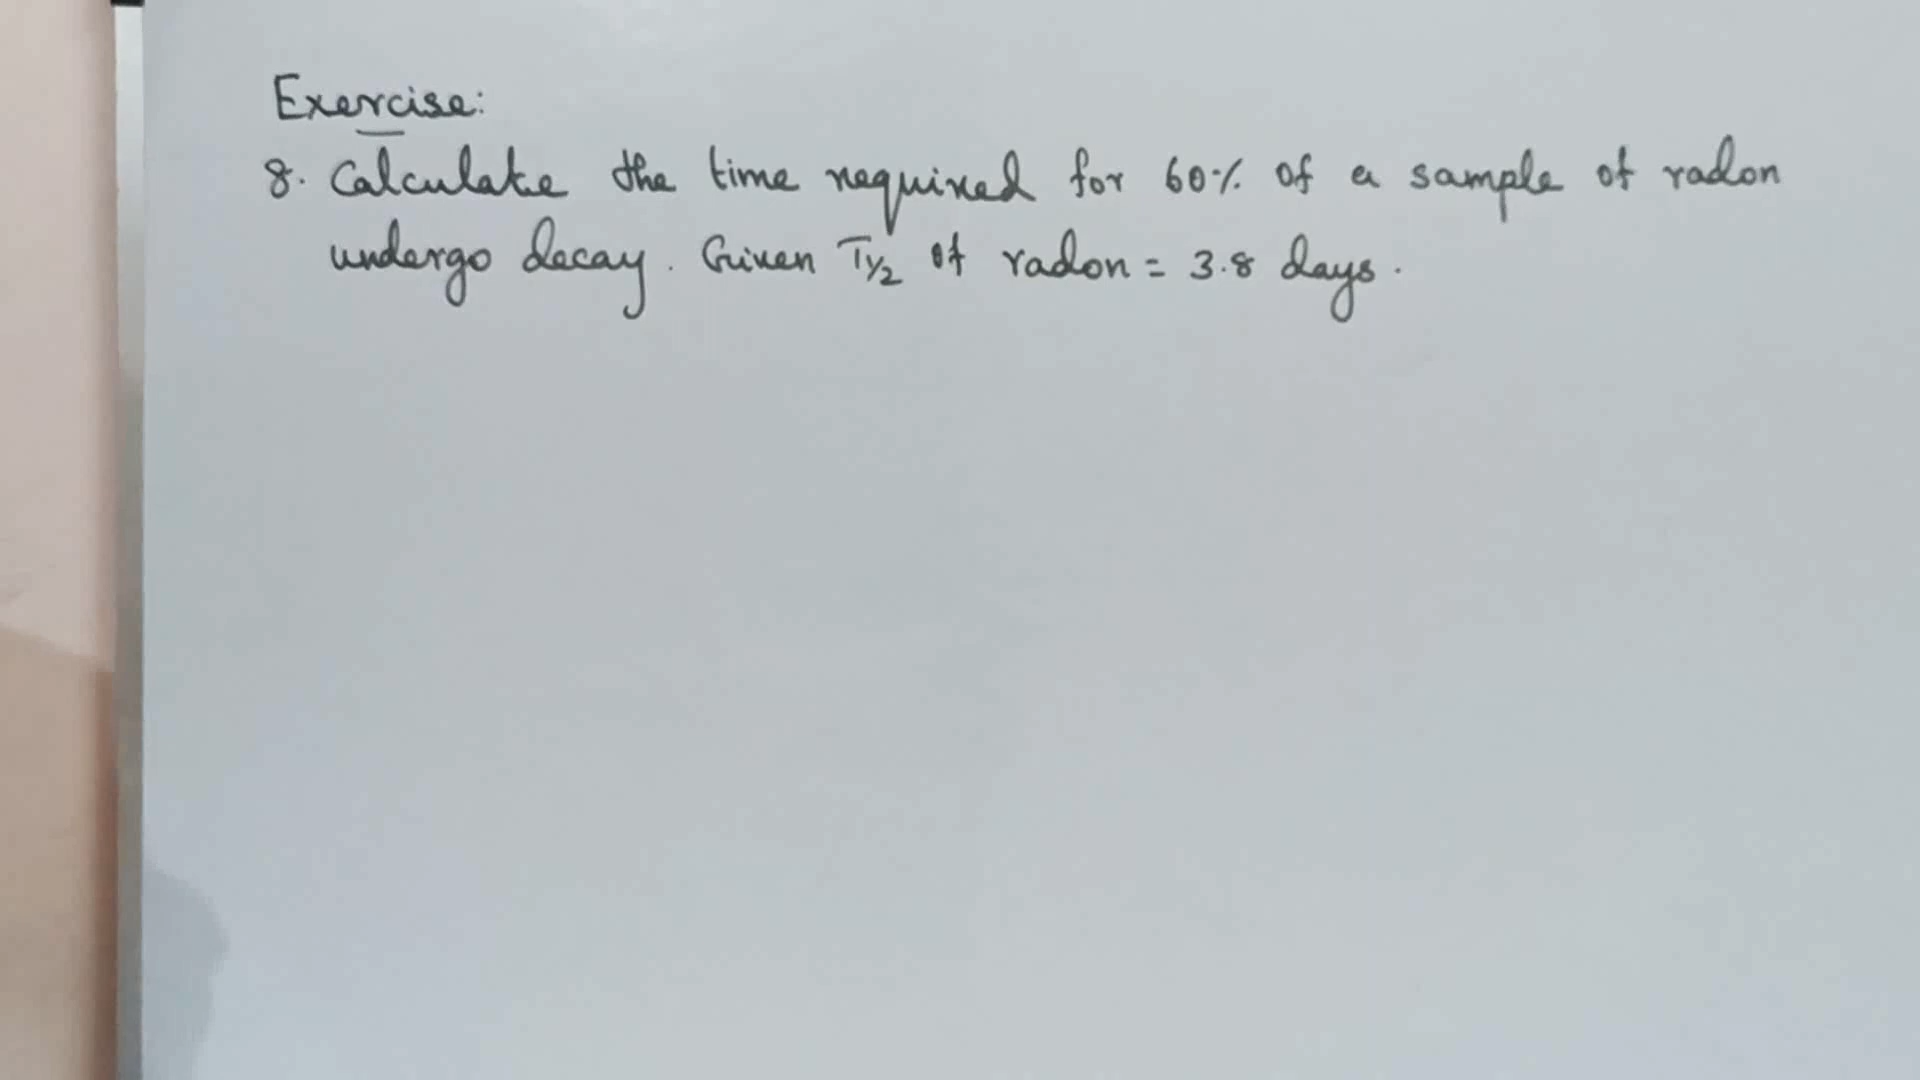 Exercise:
8. Calculate the time required for 60% of a sample of radon
undergo decay. Given T1/2 of radon = 3.8 days.